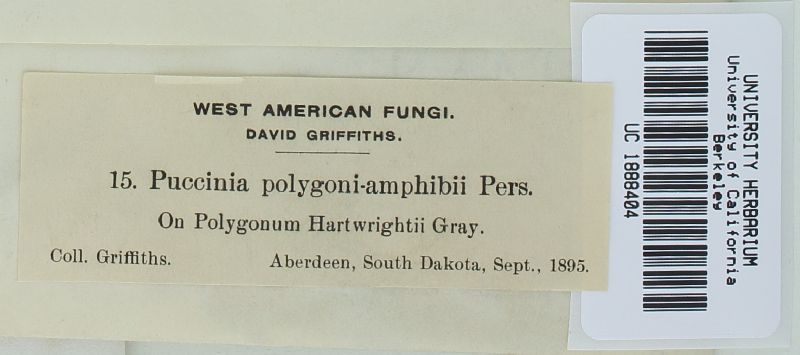 WEST AMERICAN FUNGI.
DAVID GRIFFITHS.
15. Puccinia polygoni-amphibii Pers.
On Polygonum Hartwrightii Gray.
Coll. Griffiths.
Aberdeen, South Dakota, Sept., 1895.
UNIVERSITY HERBARIUM
University of California
Berkeley
UC 1888404